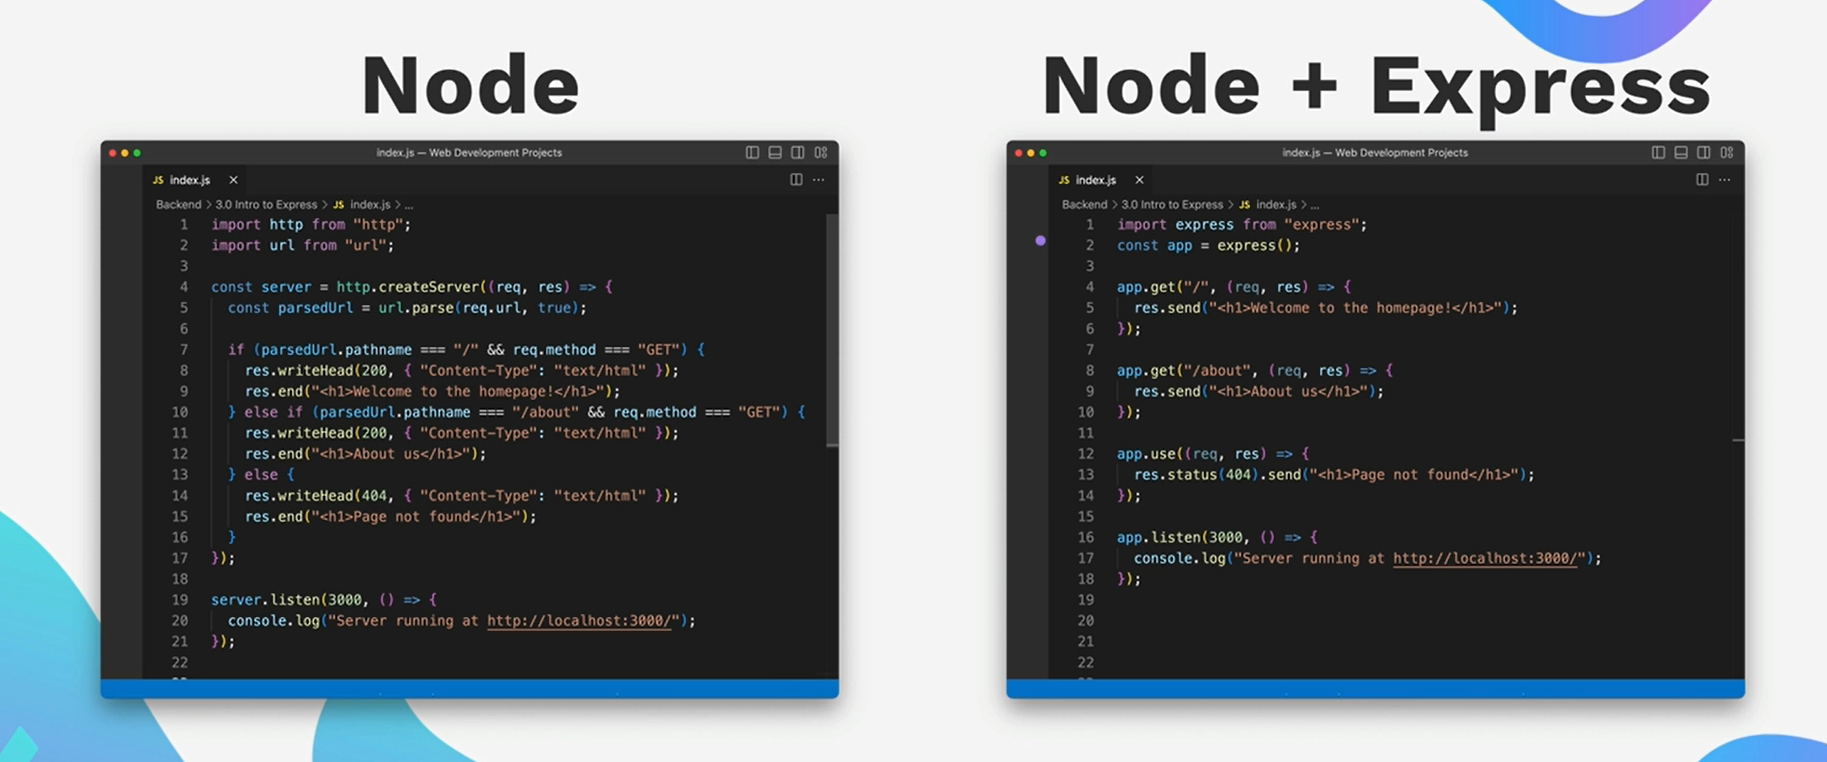 Node
index.js — Web Development Projects
JS index.js ×
Backend > 3.0 Intro to Express > JS index.js > ...
1 import http from "http";
2 import url from "url";
3
4 const server = http.createServer((req, res) => {
5 const parsedUrl = url.parse(req.url, true);
6
7 if (parsedUrl.pathname === "/" && req.method === "GET") {
8 res.writeHead(200, { "Content-Type": "text/html" });
9 res.end("<h1>Welcome to the homepage!</h1>");
10 } else if (parsedUrl.pathname === "/about" && req.method === "GET") {
11 res.writeHead(200, { "Content-Type": "text/html" });
12 res.end("<h1>About us</h1>");
13 } else {
14 res.writeHead(404, { "Content-Type": "text/html" });
15 res.end("<h1>Page not found</h1>");
16 }
17 });
18
19 server.listen(3000, () => {
20 console.log("Server running at http://localhost:3000/");
21 });
22
Node + Express
index.js — Web Development Projects
JS index.js ×
Backend > 3.0 Intro to Express > JS index.js > ...
1 import express from "express";
2 const app = express();
3
4 app.get("/", (req, res) => {
5 res.send("<h1>Welcome to the homepage!</h1>");
6 });
7
8 app.get("/about", (req, res) => {
9 res.send("<h1>About us</h1>");
10 });
11
12 app.use((req, res) => {
13 res.status(404).send("<h1>Page not found</h1>");
14 });
15
16 app.listen(3000, () => {
17 console.log("Server running at http://localhost:3000/");
18 });
19
20
21
22